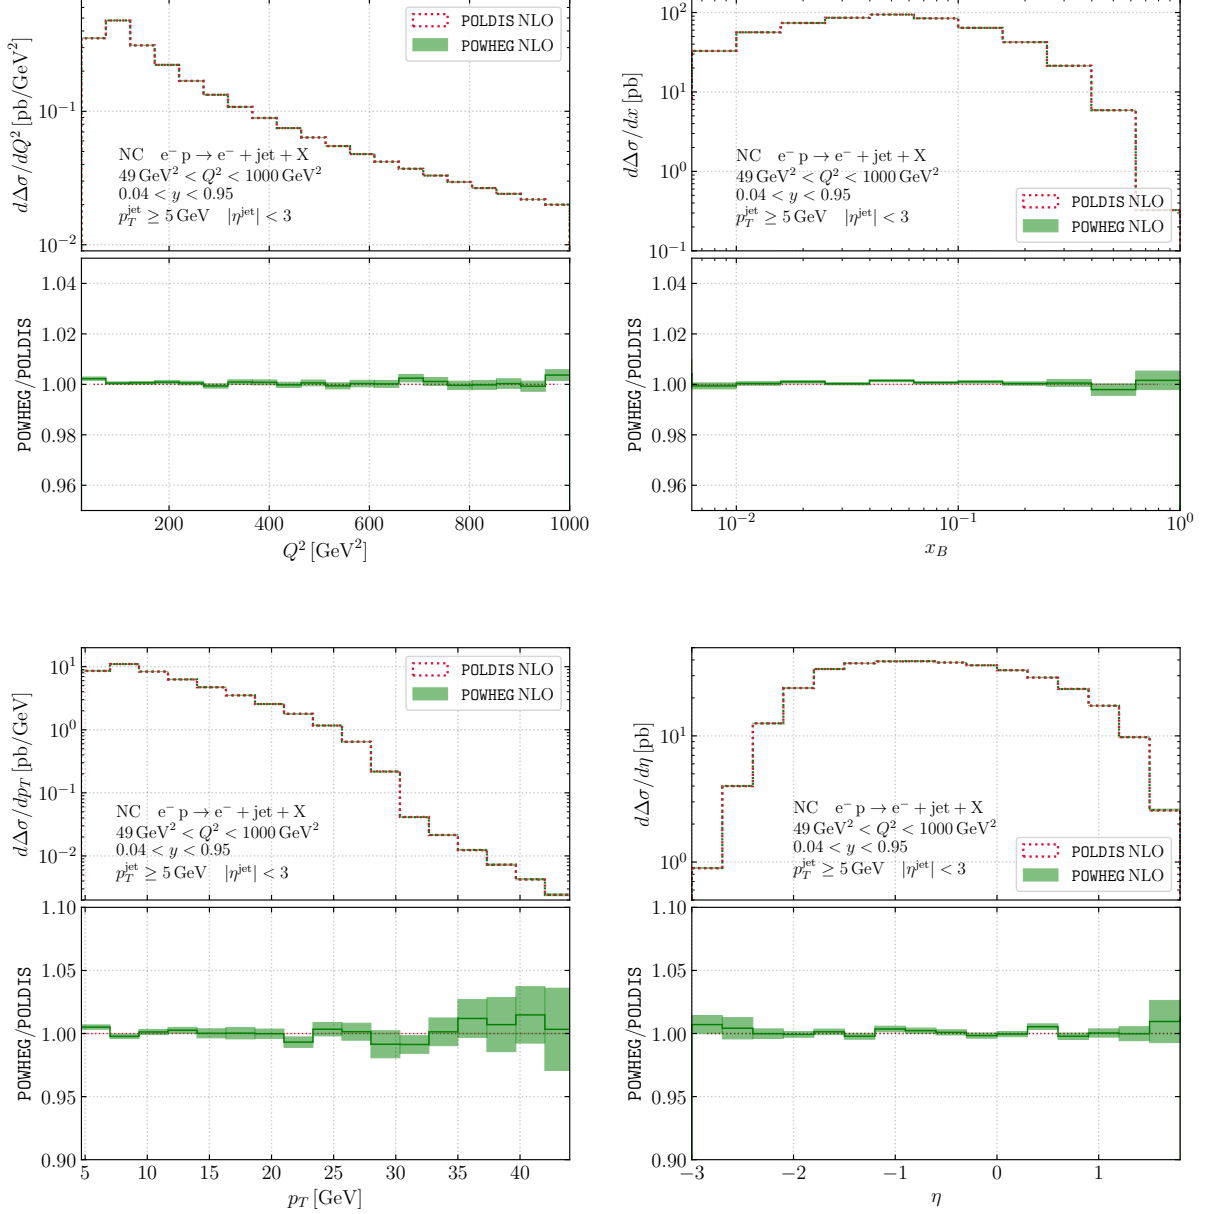 dΔσ/dQ² [pb/GeV²]
10⁻¹
10⁻²
POLDIS NLO
POWHEG NLO
NC e⁻ p → e⁻ + jet + X
49 GeV² < Q² < 1000 GeV²
0.04 < y < 0.95
p_T^jet ≥ 5 GeV |η^jet| < 3
POWHEG/POLDIS
1.04
1.02
1.00
0.98
0.96
200 400 600 800 1000
Q² [GeV²]
dΔσ/dx [pb]
10²
10¹
10⁰
10⁻¹
NC e⁻ p → e⁻ + jet + X
49 GeV² < Q² < 1000 GeV²
0.04 < y < 0.95
p_T^jet ≥ 5 GeV |η^jet| < 3
POLDIS NLO
POWHEG NLO
POWHEG/POLDIS
1.04
1.02
1.00
0.98
0.96
10⁻² 10⁻¹ 10⁰
x_B
dΔσ/dp_T [pb/GeV]
10¹
10⁰
10⁻¹
10⁻²
POLDIS NLO
POWHEG NLO
NC e⁻ p → e⁻ + jet + X
49 GeV² < Q² < 1000 GeV²
0.04 < y < 0.95
p_T^jet ≥ 5 GeV |η^jet| < 3
POWHEG/POLDIS
1.10
1.05
1.00
0.95
0.90
5 10 15 20 25 30 35 40
p_T [GeV]
dΔσ/dη [pb]
10¹
10⁰
NC e⁻ p → e⁻ + jet + X
49 GeV² < Q² < 1000 GeV²
0.04 < y < 0.95
p_T^jet ≥ 5 GeV |η^jet| < 3
POLDIS NLO
POWHEG NLO
POWHEG/POLDIS
1.10
1.05
1.00
0.95
0.90
−3 −2 −1 0 1
η